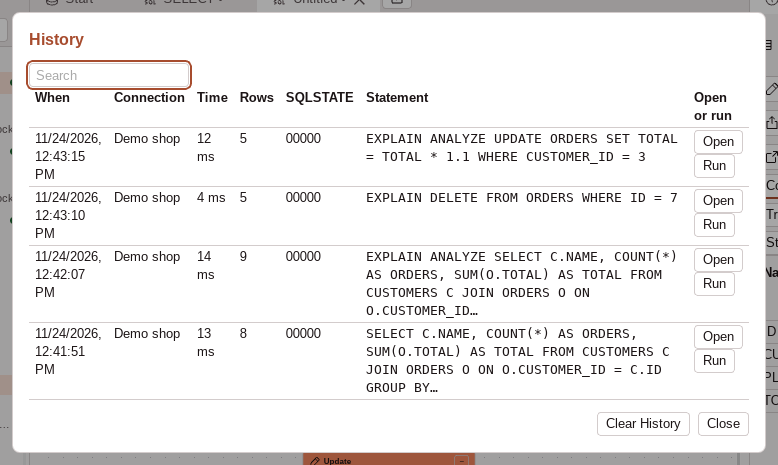 History
Search
When Connection Time Rows SQLSTATE Statement Open
or run
11/24/2026, Demo shop 12 5 00000 EXPLAIN ANALYZE UPDATE ORDERS SET TOTAL Open
12:43:15 ms = TOTAL * 1.1 WHERE CUSTOMER_ID = 3 Run
PM
11/24/2026, Demo shop 4 ms 5 00000 EXPLAIN DELETE FROM ORDERS WHERE ID = 7 Open
12:43:10 Run
PM
11/24/2026, Demo shop 14 9 00000 EXPLAIN ANALYZE SELECT C.NAME, COUNT(*) Open
12:42:07 ms AS ORDERS, SUM(O.TOTAL) AS TOTAL FROM Run
PM CUSTOMERS C JOIN ORDERS O ON
O.CUSTOMER_ID…
11/24/2026, Demo shop 13 8 00000 SELECT C.NAME, COUNT(*) AS ORDERS, Open
12:41:51 ms SUM(O.TOTAL) AS TOTAL FROM CUSTOMERS C Run
PM JOIN ORDERS O ON O.CUSTOMER_ID = C.ID
GROUP BY…
Clear History Close
Update